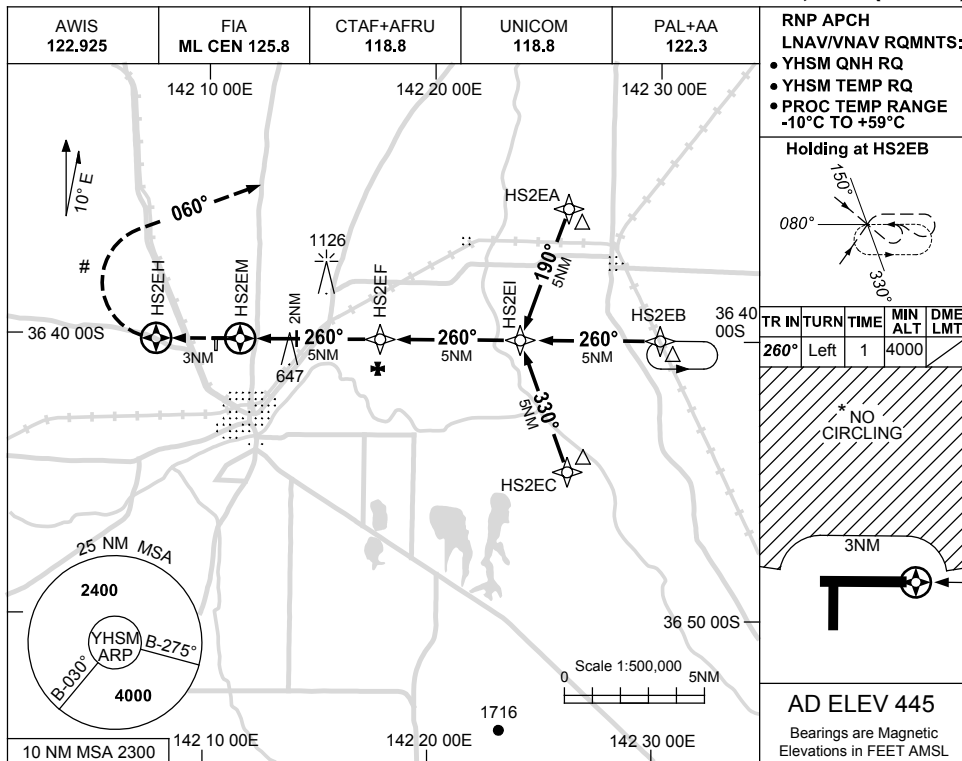 AWIS
122.925
FIA
ML CEN 125.8
CTAF+AFRU
118.8
UNICOM
118.8
PAL+AA
122.3
RNP APCH
LNAV/VNAV RQMNTS:
• YHSM QNH RQ
• YHSM TEMP RQ
• PROC TEMP RANGE
-10°C TO +59°C
142 10 00E
142 20 00E
142 30 00E
10° E
060°
#
1126
HS2EA
190°
5NM
HS2EH
HS2EM
2NM
HS2EF
HS2EI
HS2EB
36 40 00S
36 40
00S
3NM
260°
5NM
260°
5NM
260°
5NM
647
330°
5NM
HS2EC
Holding at HS2EB
150°
080°
330°
TR IN
TURN
TIME
MIN
ALT
DME
LMT
260°
Left
1
4000
* NO
CIRCLING
3NM
25 NM MSA
2400
YHSM
ARP
B-275°
B-030°
4000
36 50 00S
Scale 1:500,000
0
5NM
1716
10 NM MSA 2300
142 10 00E
142 20 00E
142 30 00E
AD ELEV 445
Bearings are Magnetic
Elevations in FEET AMSL